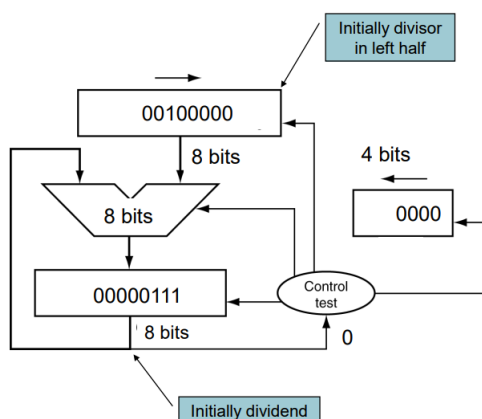 Initially divisor
in left half
00100000
8 bits
4 bits
8 bits
0000
00000111
Control
test
8 bits
0
Initially dividend